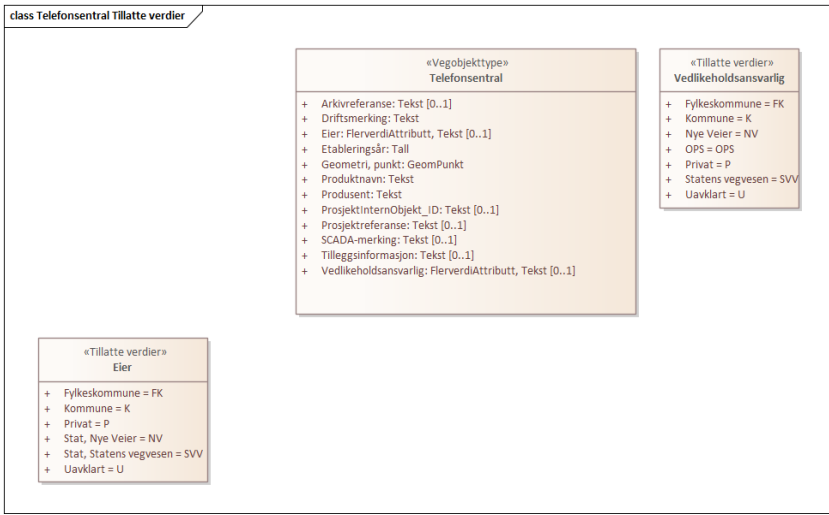 class Telefonsentral Tillatte verdier
«Vegobjekttype»
Telefonsentral
+ Arkivreferanse: Tekst [0..1]
+ Driftsmerking: Tekst
+ Eier: FlerverdiAttributt, Tekst [0..1]
+ Etableringsår: Tall
+ Geometri, punkt: GeomPunkt
+ Produktnavn: Tekst
+ Produsent: Tekst
+ ProsjektInternObjekt_ID: Tekst [0..1]
+ Prosjektreferanse: Tekst [0..1]
+ SCADA-merking: Tekst [0..1]
+ Tilleggsinformasjon: Tekst [0..1]
+ Vedlikeholdsansvarlig: FlerverdiAttributt, Tekst [0..1]
«Tillatte verdier»
Vedlikeholdsansvarlig
+ Fylkeskommune = FK
+ Kommune = K
+ Nye Veier = NV
+ OPS = OPS
+ Privat = P
+ Statens vegvesen = SVV
+ Uavklart = U
«Tillatte verdier»
Eier
+ Fylkeskommune = FK
+ Kommune = K
+ Privat = P
+ Stat, Nye Veier = NV
+ Stat, Statens vegvesen = SVV
+ Uavklart = U